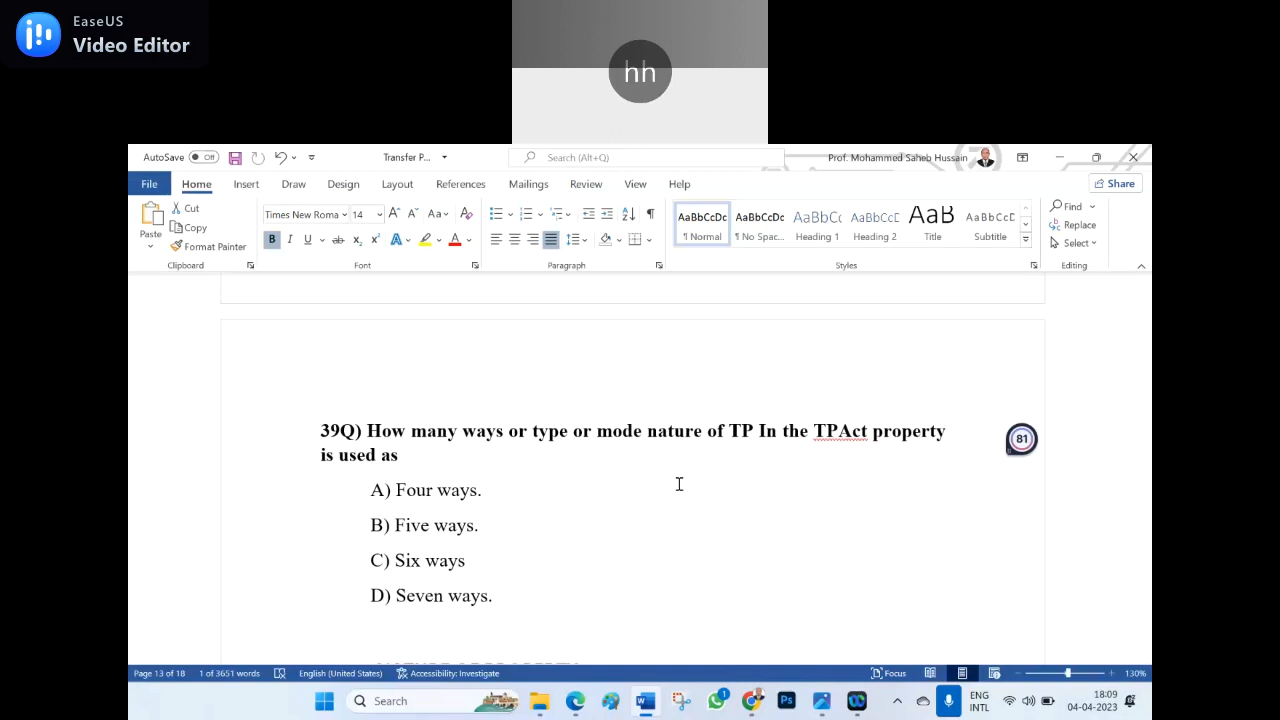 EaseUS
Video Editor
hh
AutoSave Off Transfer P... Search (Alt+Q) Prof. Mohammed Saheb Hussain
File Home Insert Draw Design Layout References Mailings Review View Help Share
Paste Cut Copy Format Painter
Times New Roma 14
AaBbCcDc AaBbCcDc AaBbCc AaBbCcD AaB AaBbCcD
¶ Normal ¶ No Spac... Heading 1 Heading 2 Title Subtitle
Find Replace Select
Clipboard Font Paragraph Styles Editing
39Q) How many ways or type or mode nature of TP In the TPAct property
is used as
81
A) Four ways.
B) Five ways.
C) Six ways
D) Seven ways.
Page 13 of 18 1 of 3651 words English (United States) Accessibility: Investigate Focus 130%
Search 1 ENG INTL 18:09 04-04-2023